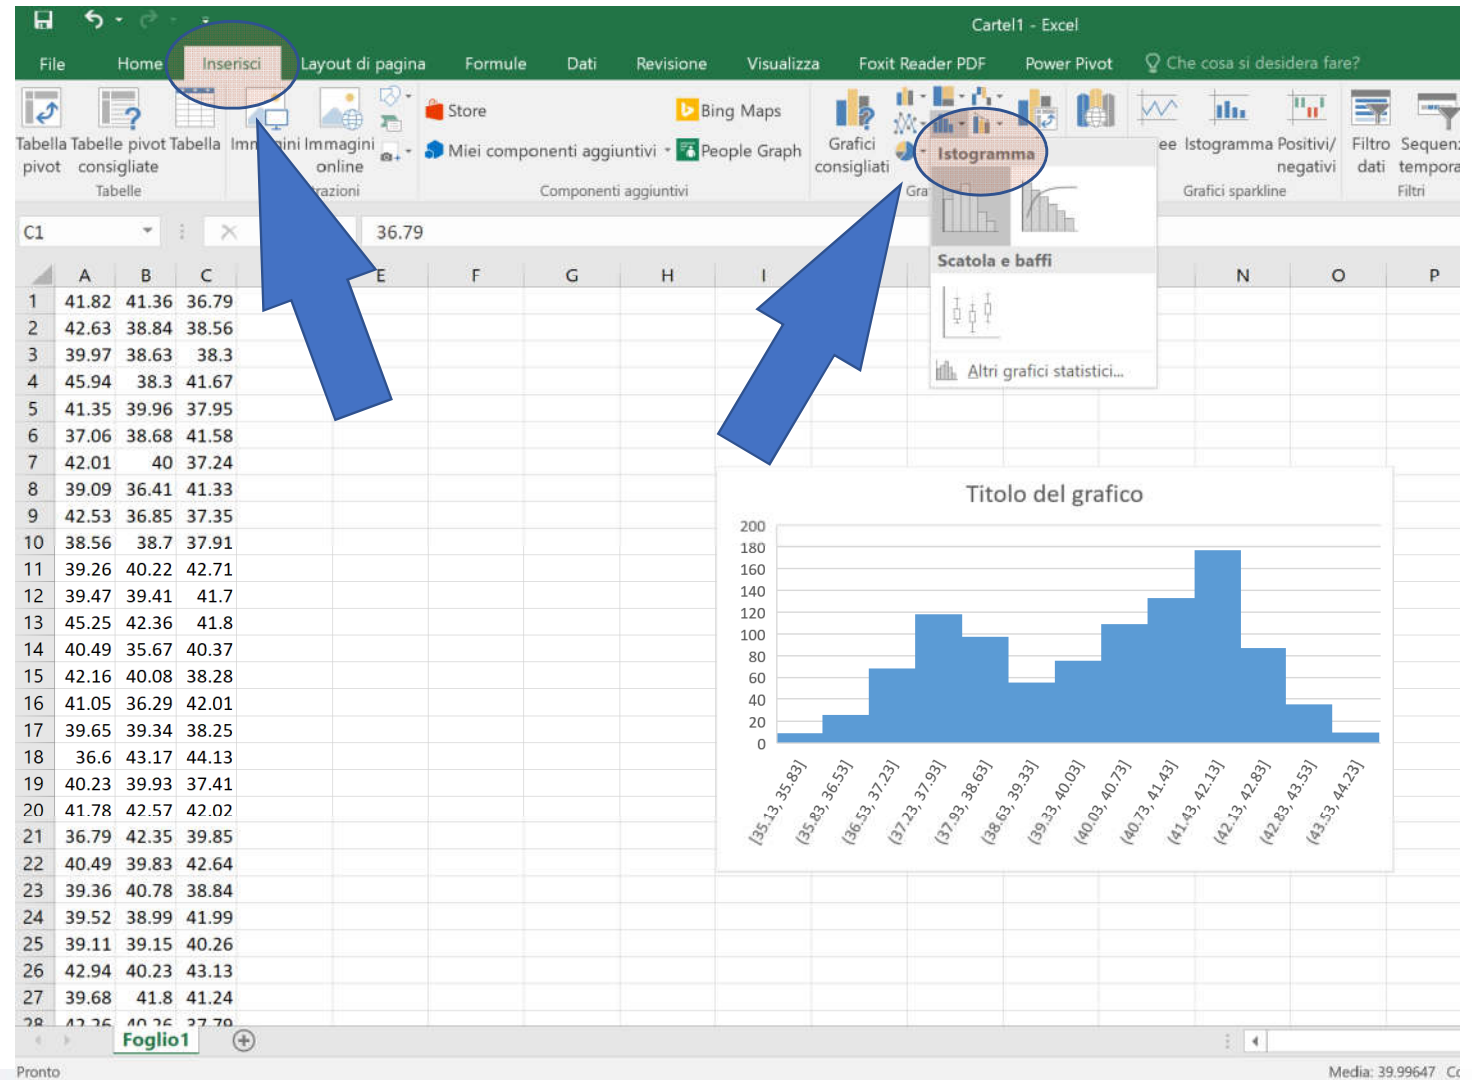 Cartel1 - Excel
File Home Inserisci Layout di pagina Formule Dati Revisione Visualizza Foxit Reader PDF Power Pivot Che cosa si desidera fare?
Store Bing Maps
Tabella Tabelle pivot Tabella Immagini Grafici Istogramma Positivi/ Filtro
pivot consigliate online Miei componenti aggiuntivi People Graph consigliati negativi dati
Tabelle Componenti aggiuntivi Grafici sparkline Filtri
Istogramma
Scatola e baffi
Altri grafici statistici...
C1 36.79
A B C E F G H I N O P
1 41.82 41.36 36.79
2 42.63 38.84 38.56
3 39.97 38.63 38.3
4 45.94 38.3 41.67
5 41.35 39.96 37.95
6 37.06 38.68 41.58
7 42.01 40 37.24
8 39.09 36.41 41.33
9 42.53 36.85 37.35
10 38.56 38.7 37.91
11 39.26 40.22 42.71
12 39.47 39.41 41.7
13 45.25 42.36 41.8
14 40.49 35.67 40.37
15 42.16 40.08 38.28
16 41.05 36.29 42.01
17 39.65 39.34 38.25
18 36.6 43.17 44.13
19 40.23 39.93 37.41
20 41.78 42.57 42.02
21 36.79 42.35 39.85
22 40.49 39.83 42.64
23 39.36 40.78 38.84
24 39.52 38.99 41.99
25 39.11 39.15 40.26
26 42.94 40.23 43.13
27 39.68 41.8 41.24
28 42.26 40.26 37.79
Titolo del grafico
200
180
160
140
120
100
80
60
40
20
0
[35.13, 35.83]
(35.83, 36.53]
(36.53, 37.23]
(37.23, 37.93]
(37.93, 38.63]
(38.63, 39.33]
(39.33, 40.03]
(40.03, 40.73]
(40.73, 41.43]
(41.43, 42.13]
(42.13, 42.83]
(42.83, 43.53]
(43.53, 44.23]
Foglio1
Pronto Media: 39.99647